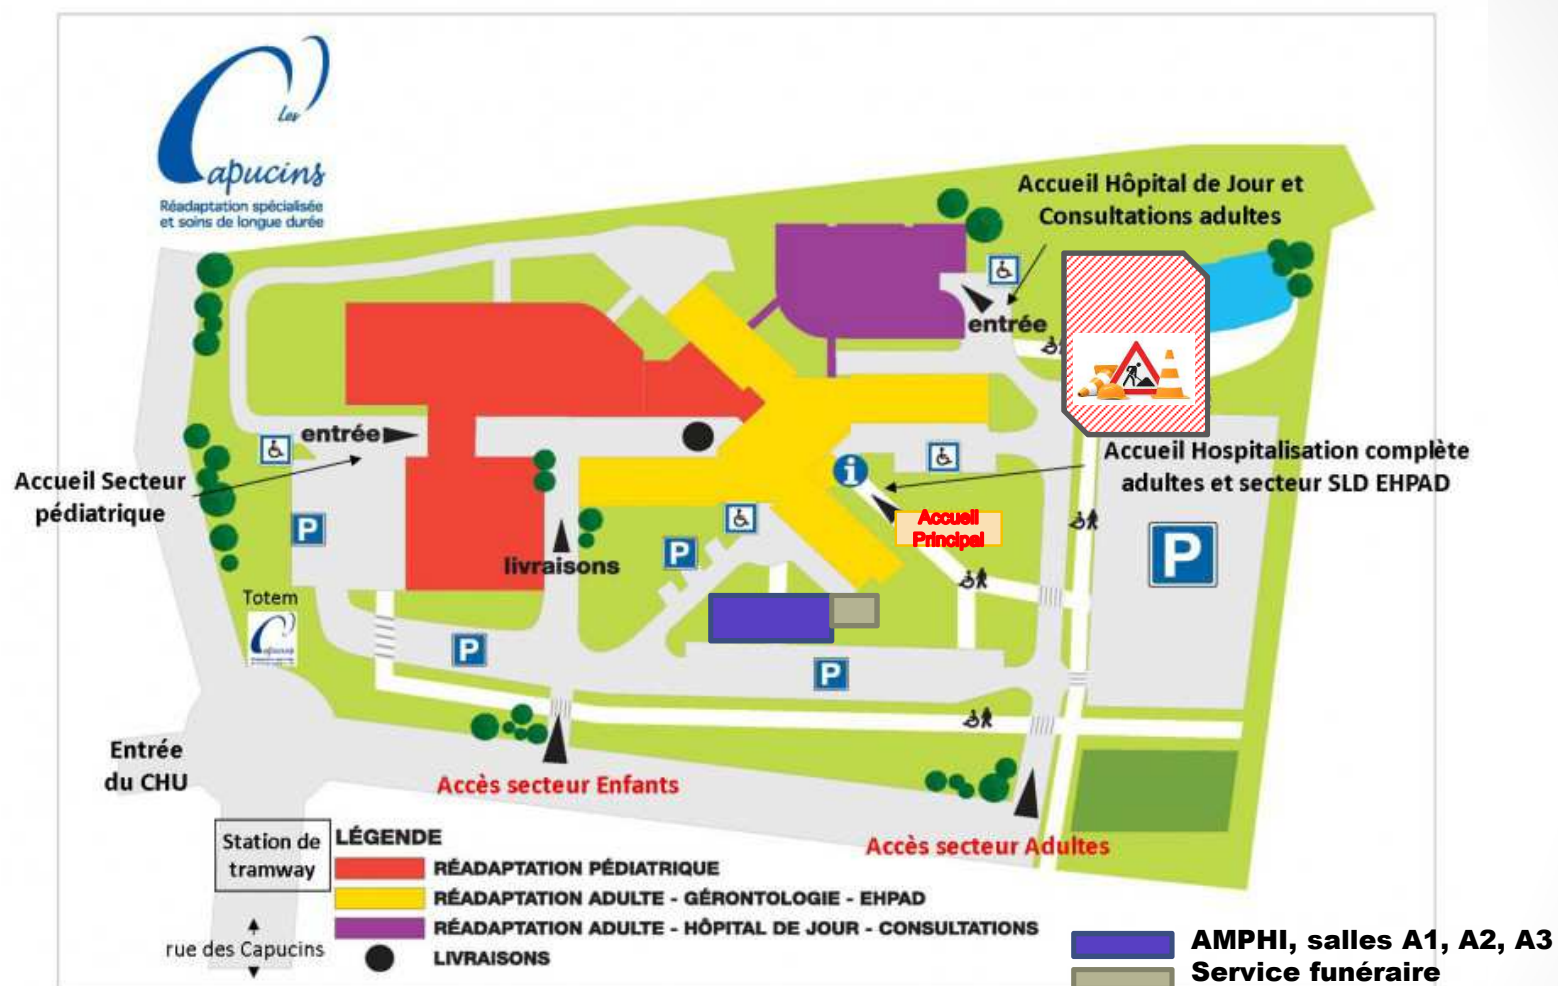 Les
Capucins
Réadaptation spécialisée
et soins de longue durée
Accueil Hôpital de Jour et
Consultations adultes
entrée
entrée
Accueil Secteur
pédiatrique
Accueil Hospitalisation complète
adultes et secteur SLD EHPAD
i
Accueil
Principal
P
P
livraisons
P
Totem
Capucins
P
P
Entrée
du CHU
Accès secteur Enfants
Accès secteur Adultes
Station de
tramway
rue des Capucins
LÉGENDE
RÉADAPTATION PÉDIATRIQUE
RÉADAPTATION ADULTE - GÉRONTOLOGIE - EHPAD
RÉADAPTATION ADULTE - HÔPITAL DE JOUR - CONSULTATIONS
LIVRAISONS
AMPHI, salles A1, A2, A3
Service funéraire